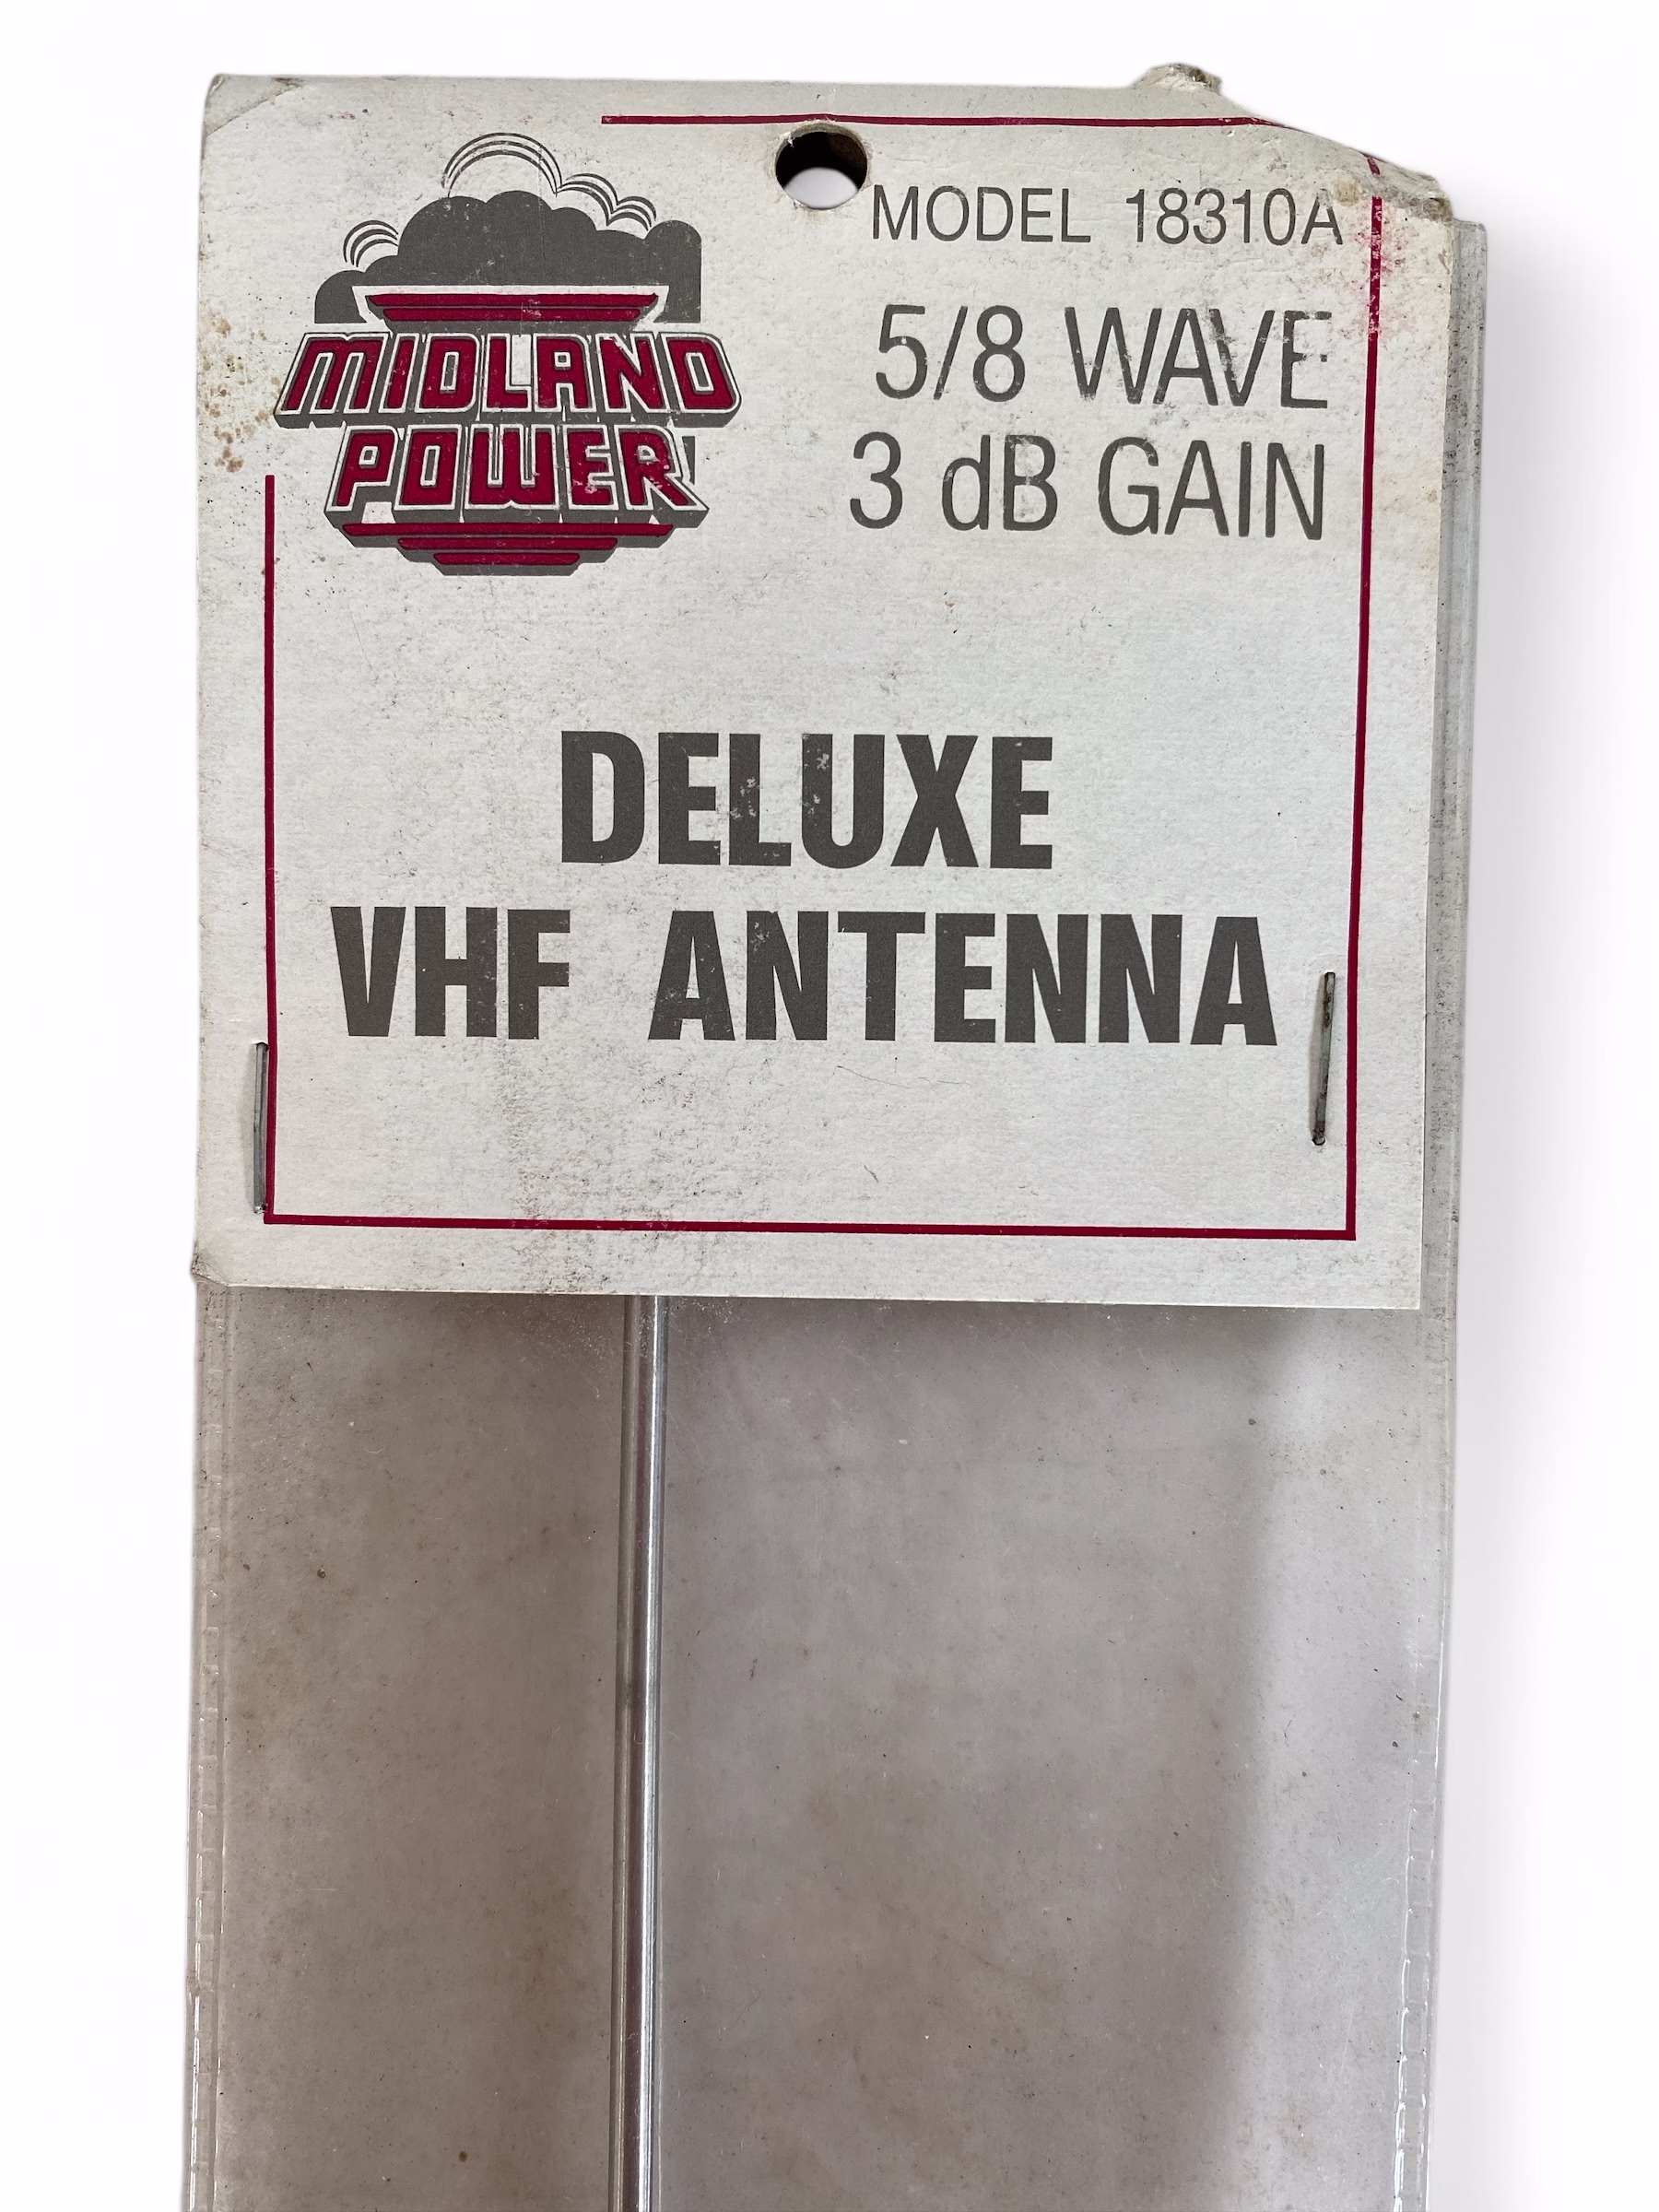 MIDLAND
POWER
MODEL 18310A
5/8 WAVE
3 dB GAIN
DELUXE
VHF ANTENNA